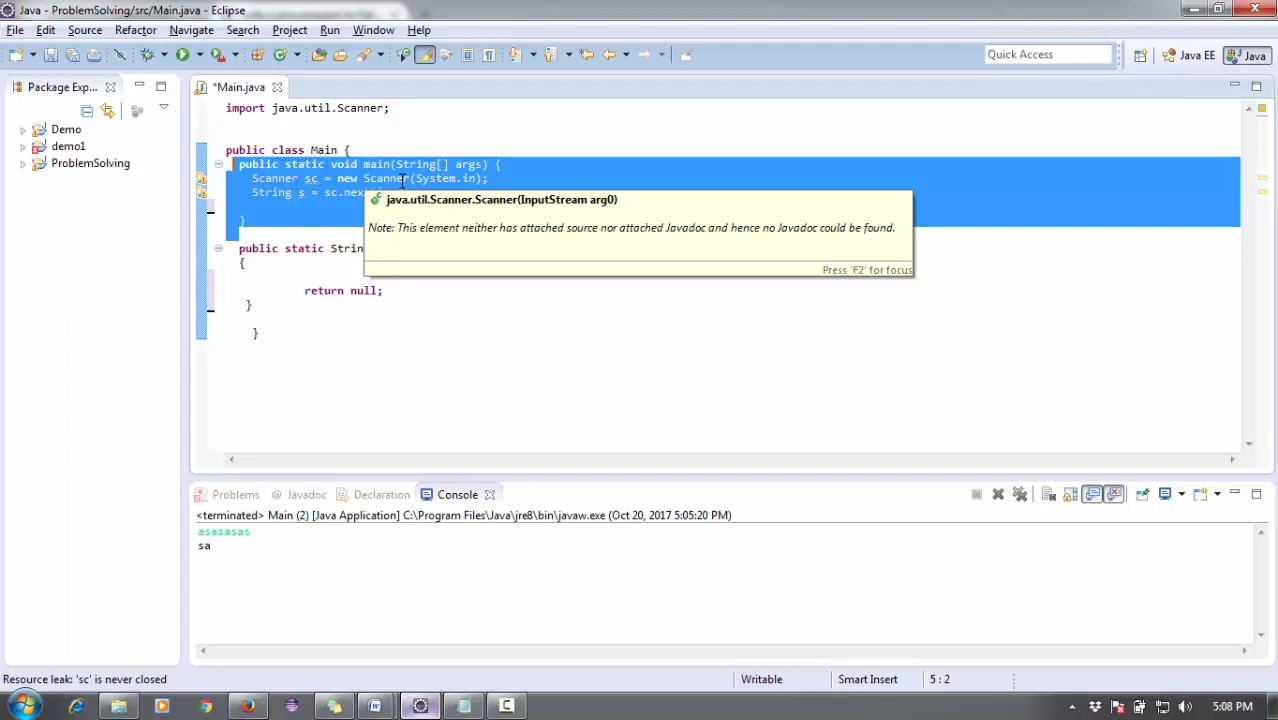 Java - ProblemSolving/src/Main.java - Eclipse
File Edit Source Refactor Navigate Search Project Run Window Help
Quick Access
Java EE
Java
Package Exp...
*Main.java
Demo
demo1
ProblemSolving
import java.util.Scanner;
public class Main {
public static void main(String[] args) {
Scanner sc = new Scanner(System.in);
String s = sc.nex
java.util.Scanner.Scanner(InputStream arg0)
Note: This element neither has attached source nor attached Javadoc and hence no Javadoc could be found.
Press 'F2' for focus
}
public static Strin
{
return null;
}
}
Problems @ Javadoc Declaration Console
<terminated> Main (2) [Java Application] C:\Program Files\Java\jre8\bin\javaw.exe (Oct 20, 2017 5:05:20 PM)
asasasas
sa
Resource leak: 'sc' is never closed
Writable
Smart Insert
5 : 2
5:08 PM